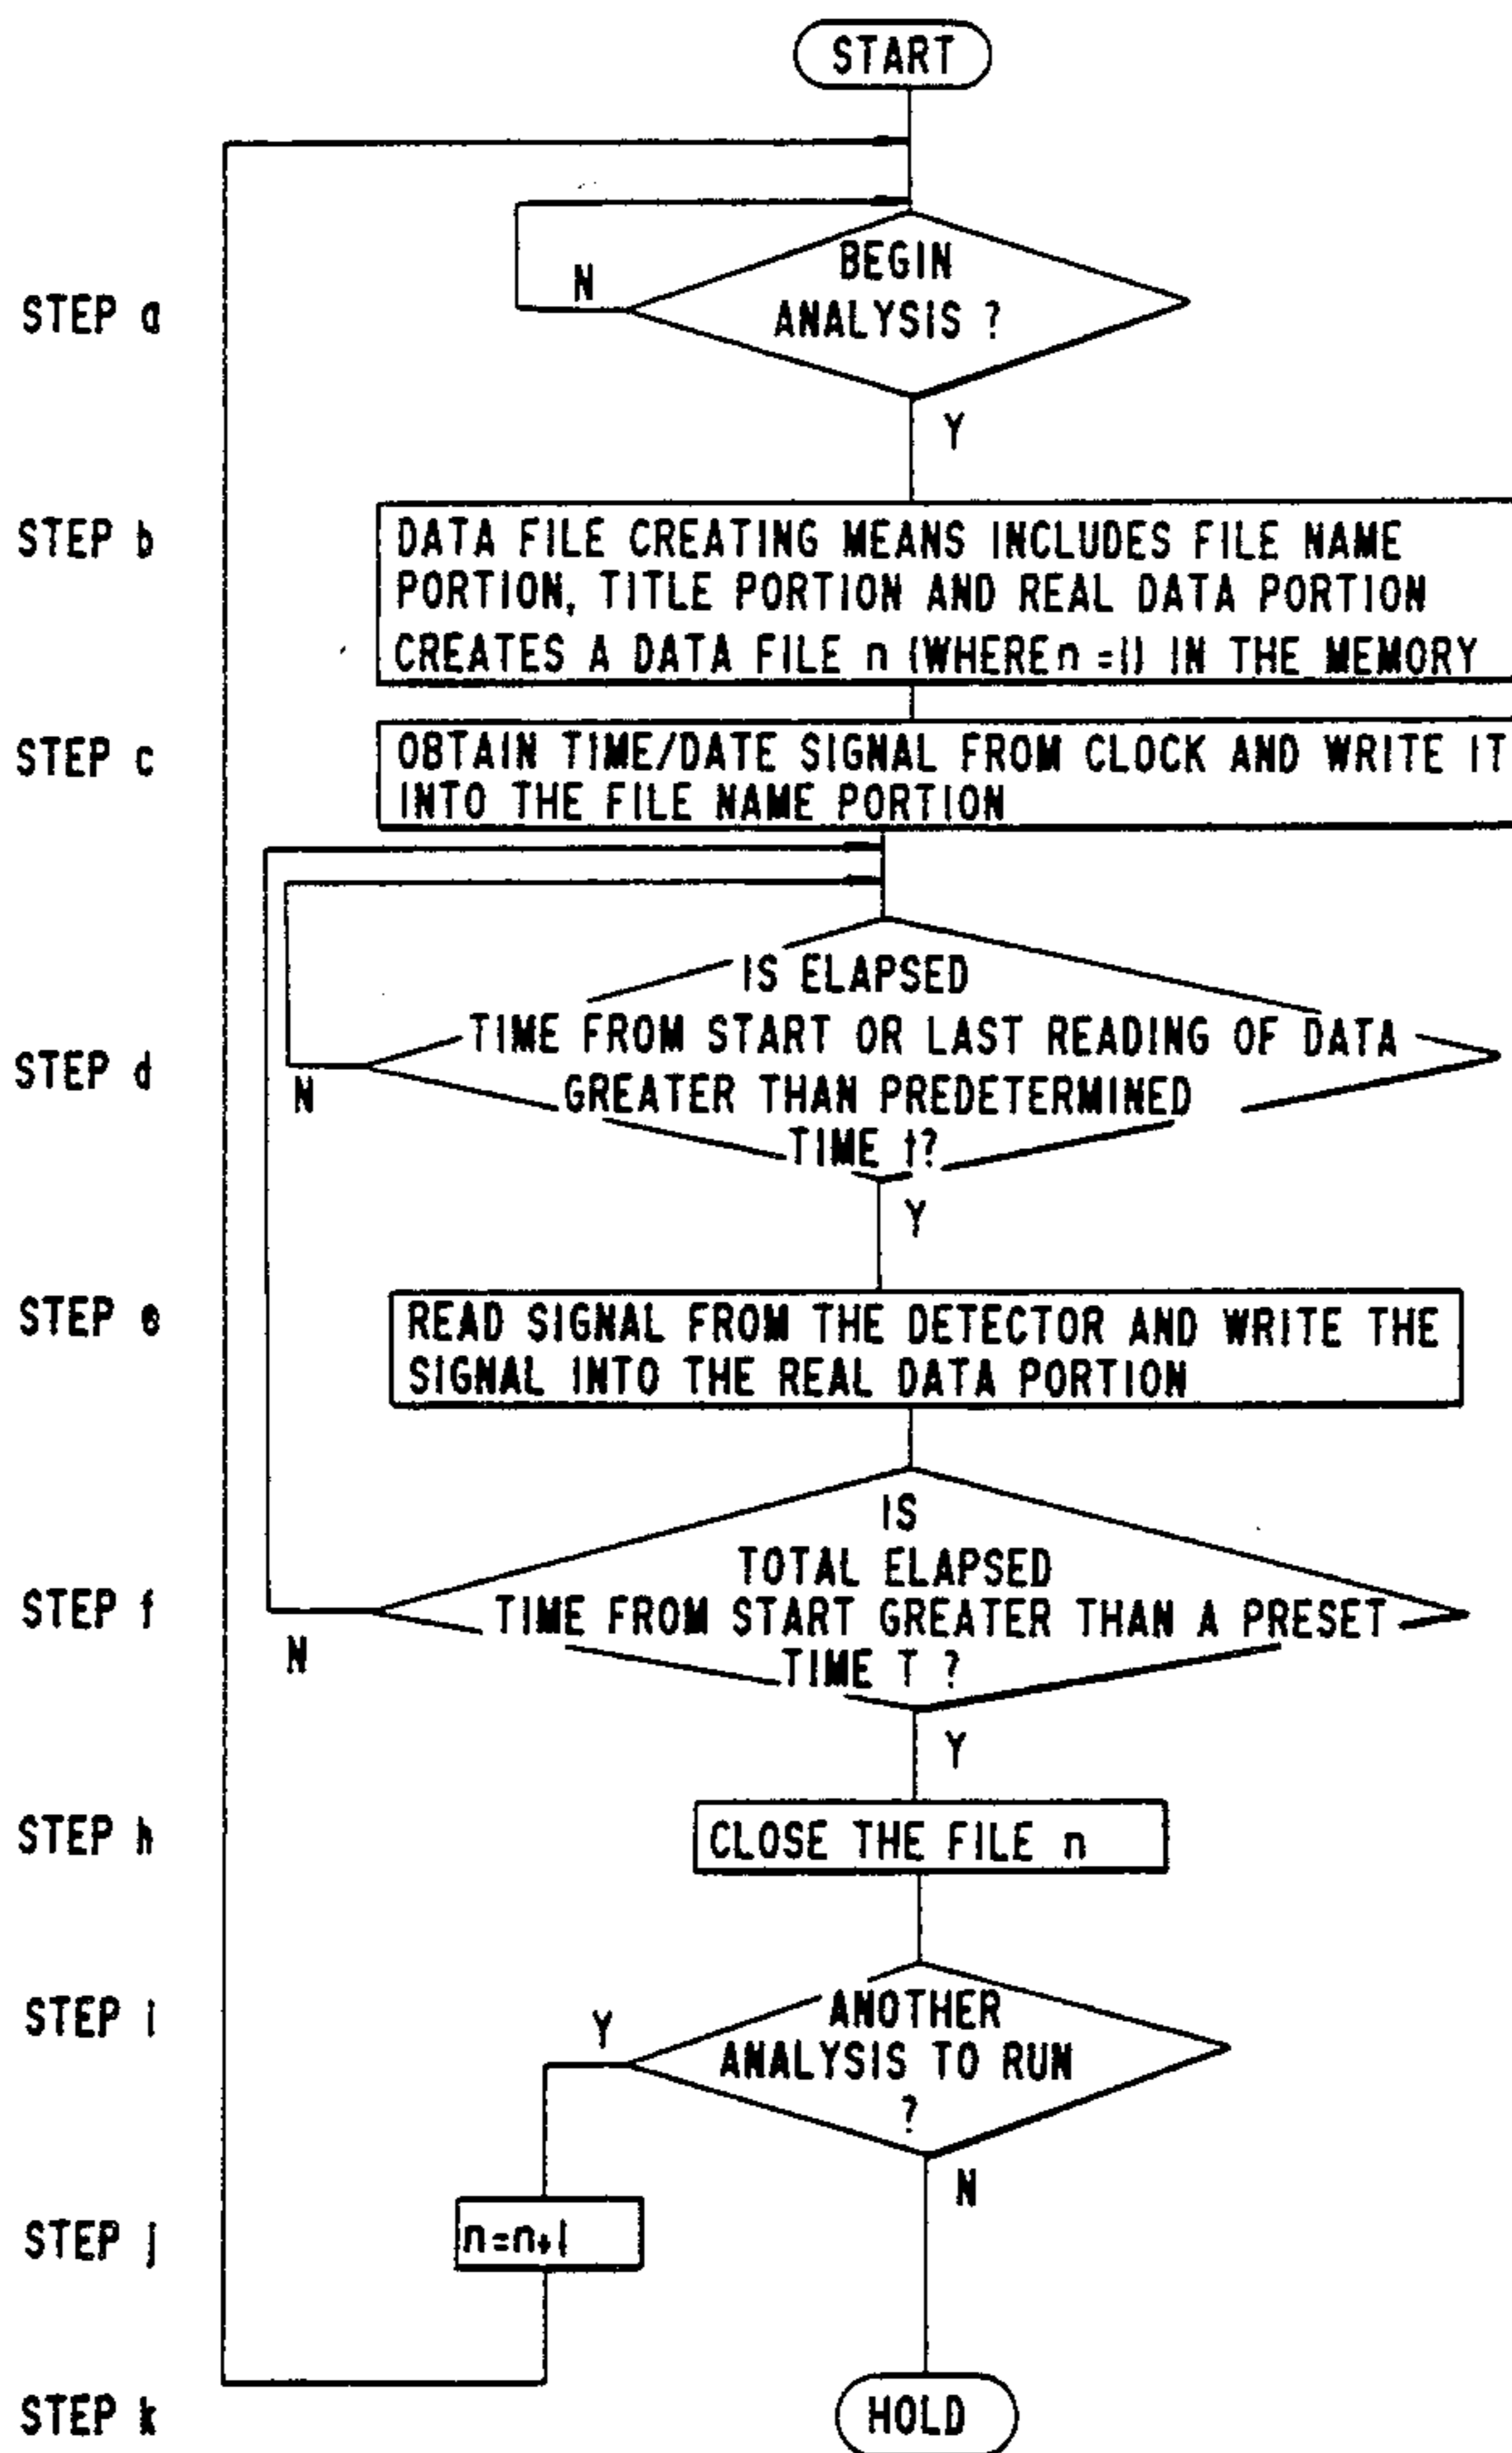 START
STEP a
BEGIN
ANALYSIS ?
N
Y
STEP b
DATA FILE CREATING MEANS INCLUDES FILE NAME
PORTION, TITLE PORTION AND REAL DATA PORTION
CREATES A DATA FILE n (WHERE n =1) IN THE MEMORY
STEP c
OBTAIN TIME/DATE SIGNAL FROM CLOCK AND WRITE IT
INTO THE FILE NAME PORTION
STEP d
IS ELAPSED
TIME FROM START OR LAST READING OF DATA
GREATER THAN PREDETERMINED
TIME t?
N
Y
STEP e
READ SIGNAL FROM THE DETECTOR AND WRITE THE
SIGNAL INTO THE REAL DATA PORTION
STEP f
IS
TOTAL ELAPSED
TIME FROM START GREATER THAN A PRESET
TIME T ?
N
Y
STEP h
CLOSE THE FILE n
STEP i
ANOTHER
ANALYSIS TO RUN
?
Y
N
STEP j
n=n+1
STEP k
HOLD